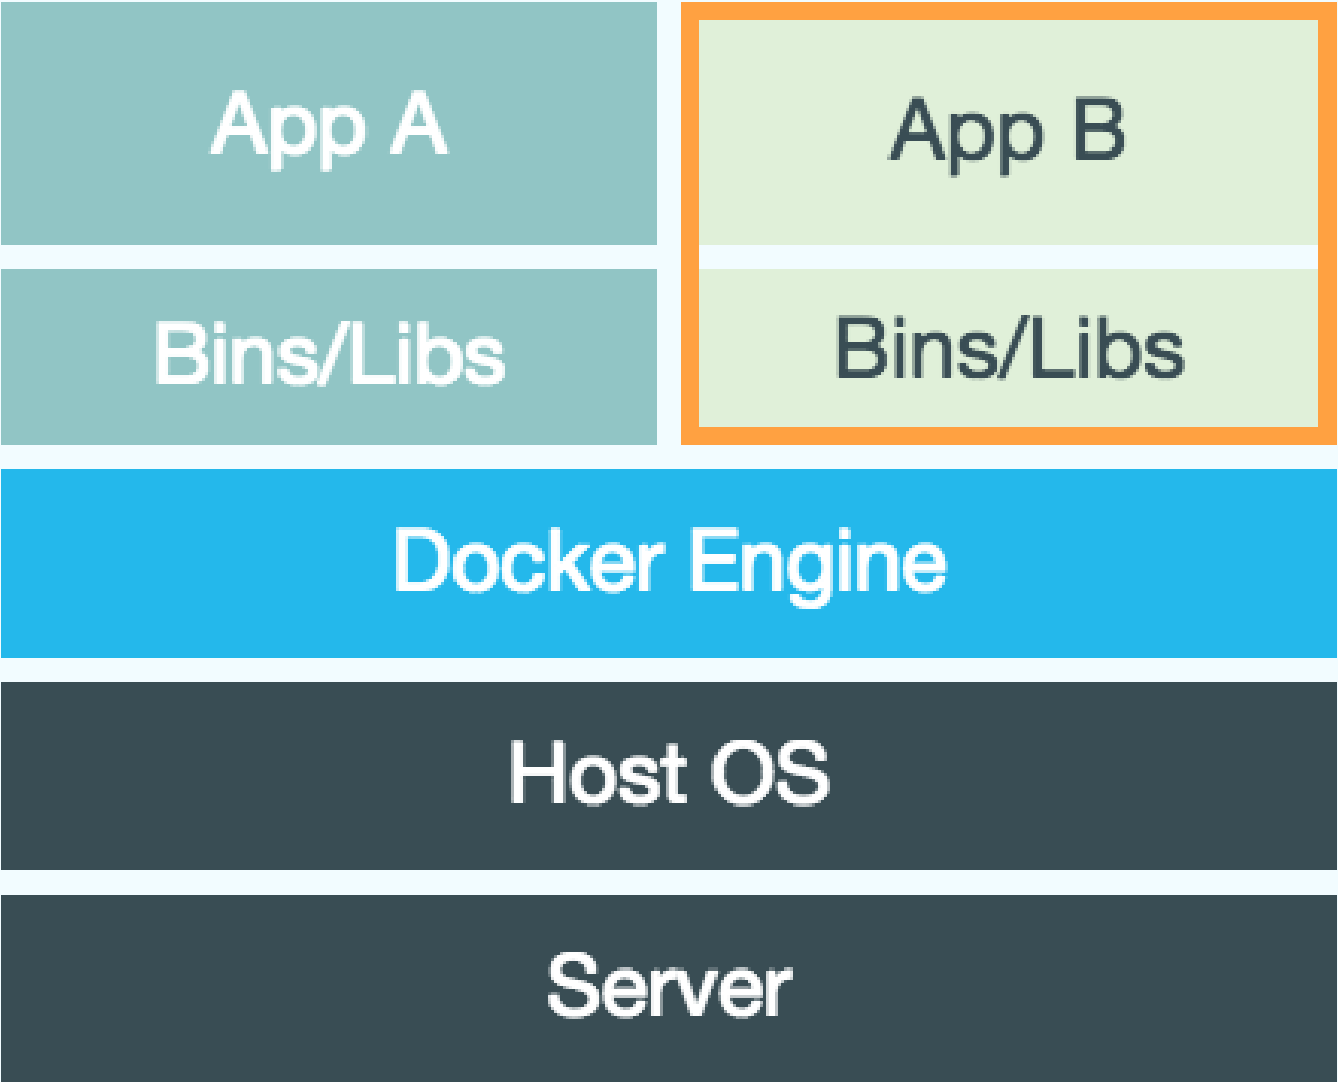 App A
App B
Bins/Libs
Bins/Libs
Docker Engine
Host OS
Server